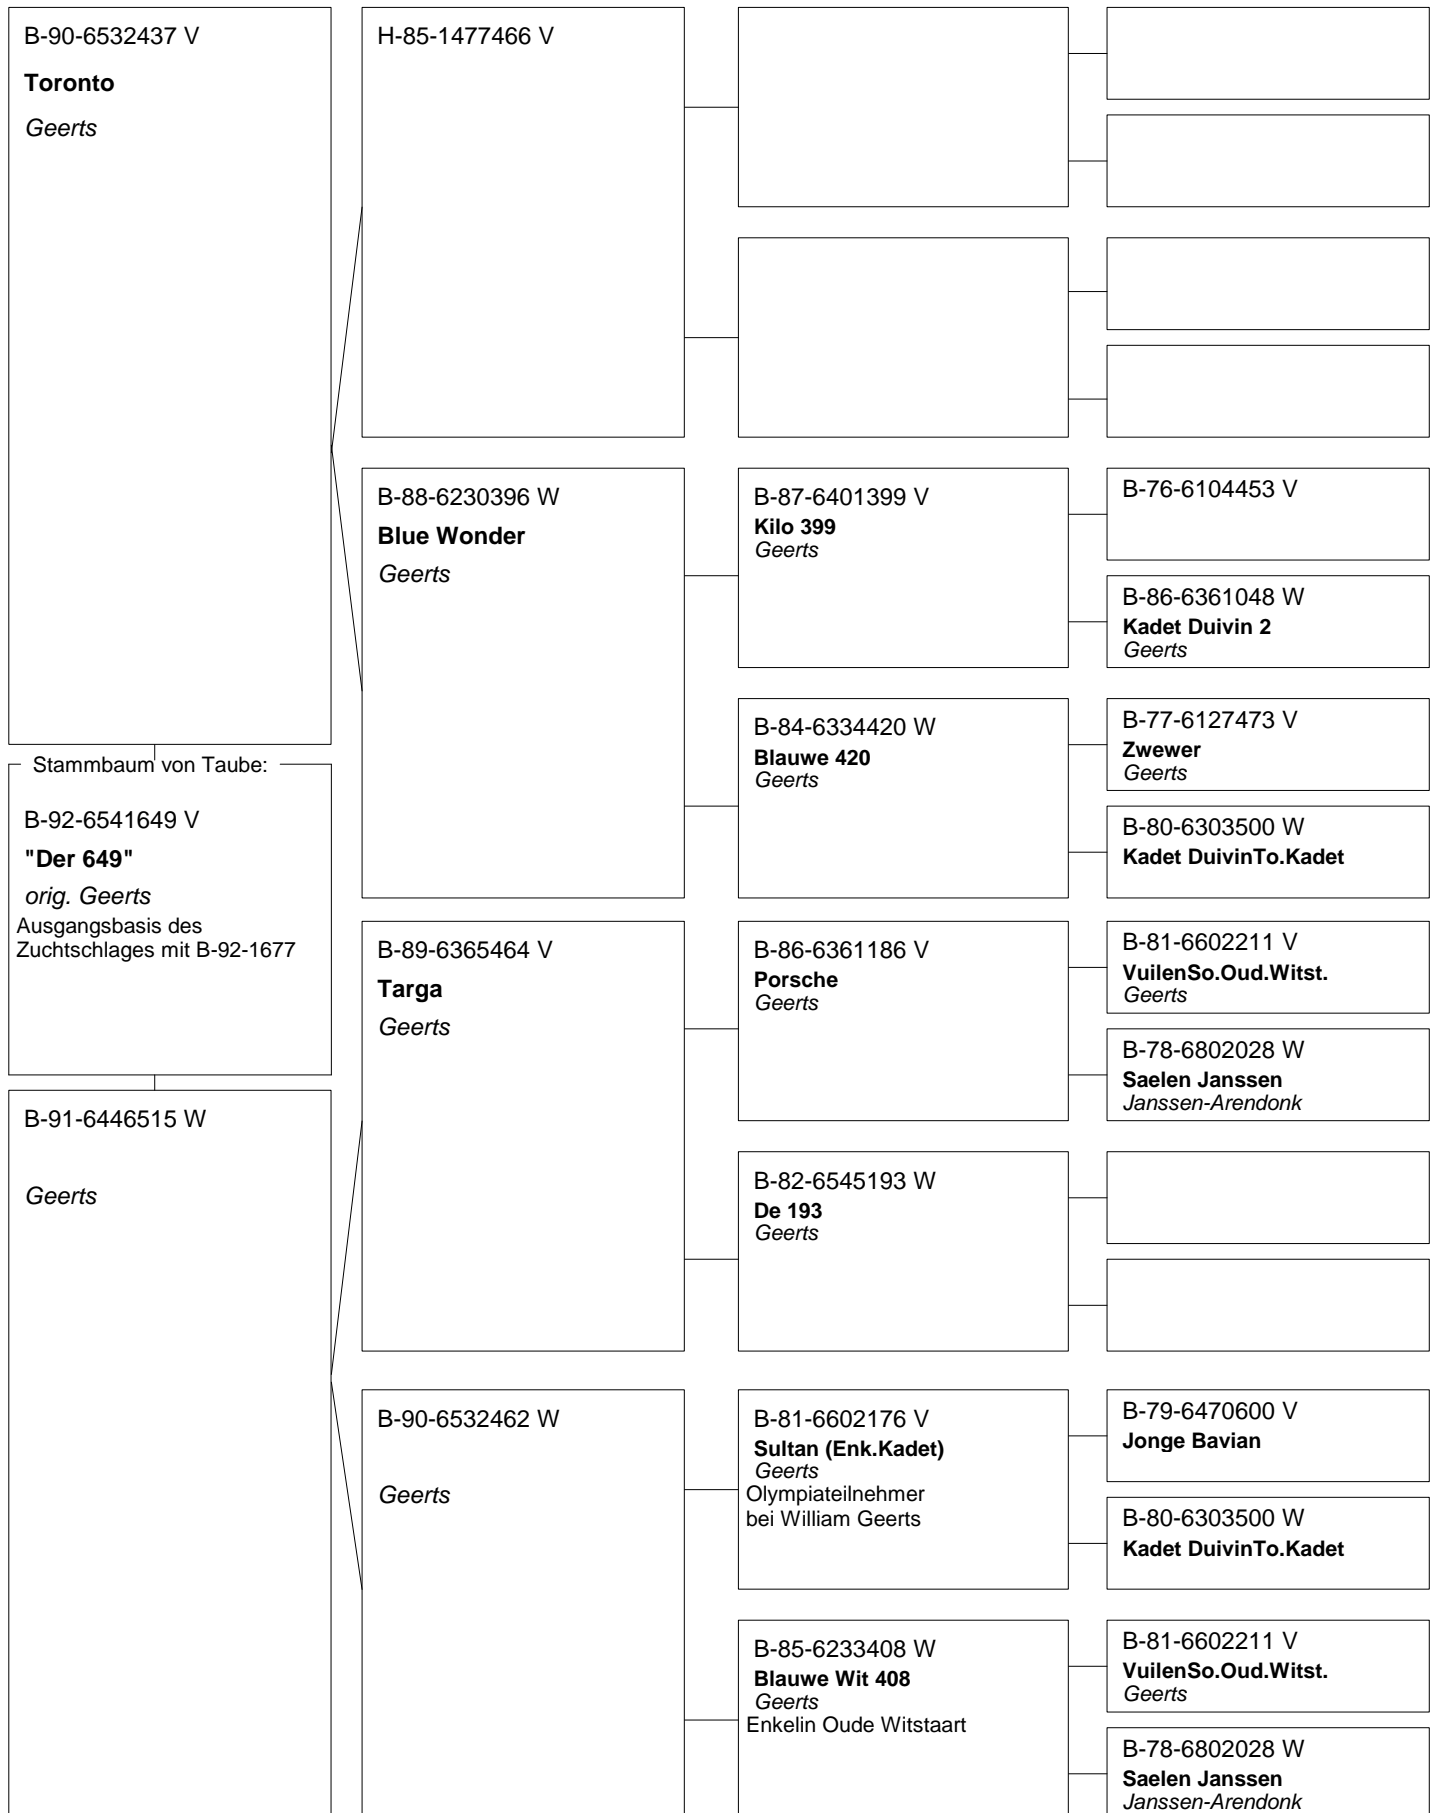 B-90-6532437 V
Toronto
Geerts
Stammbaum von Taube:
B-92-6541649 V
"Der 649"
orig. Geerts
Ausgangsbasis des
Zuchtschlages mit B-92-1677
B-91-6446515 W
Geerts
H-85-1477466 V
B-88-6230396 W
Blue Wonder
Geerts
B-89-6365464 V
Targa
Geerts
B-90-6532462 W
Geerts
B-87-6401399 V
Kilo 399
Geerts
B-84-6334420 W
Blauwe 420
Geerts
B-86-6361186 V
Porsche
Geerts
B-82-6545193 W
De 193
Geerts
B-81-6602176 V
Sultan (Enk.Kadet)
Geerts
Olympiateilnehmer
bei William Geerts
B-85-6233408 W
Blauwe Wit 408
Geerts
Enkelin Oude Witstaart
B-76-6104453 V
B-86-6361048 W
Kadet Duivin 2
Geerts
B-77-6127473 V
Zwewer
Geerts
B-80-6303500 W
Kadet DuivinTo.Kadet
B-81-6602211 V
VuilenSo.Oud.Witst.
Geerts
B-78-6802028 W
Saelen Janssen
Janssen-Arendonk
B-79-6470600 V
Jonge Bavian
B-80-6303500 W
Kadet DuivinTo.Kadet
B-81-6602211 V
VuilenSo.Oud.Witst.
Geerts
B-78-6802028 W
Saelen Janssen
Janssen-Arendonk